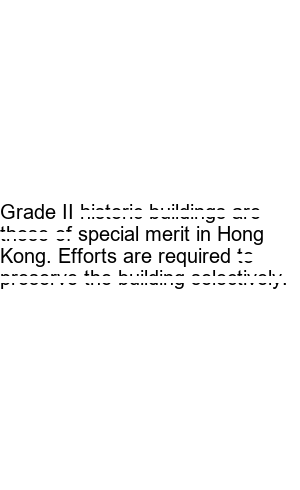 Grade II historic buildings are
those of special merit in Hong
Kong. Efforts are required to
preserve the building selectively.